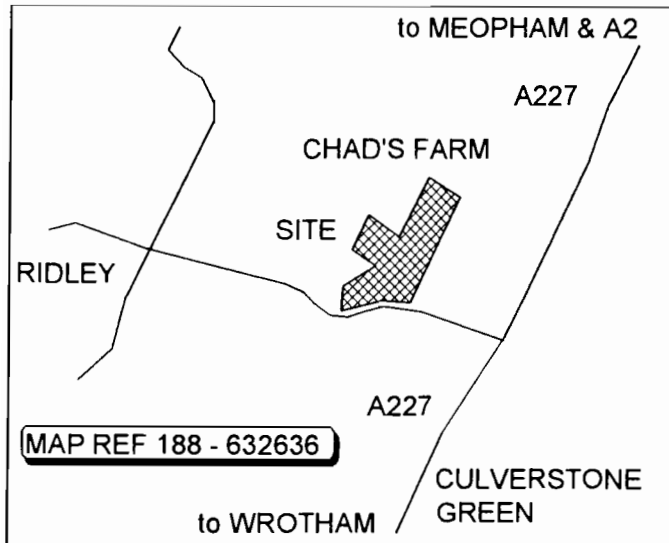 to MEOPHAM & A2
A227
CHAD'S FARM
SITE
RIDLEY
A227
MAP REF 188 - 632636
CULVERSTONE
GREEN
to WROTHAM